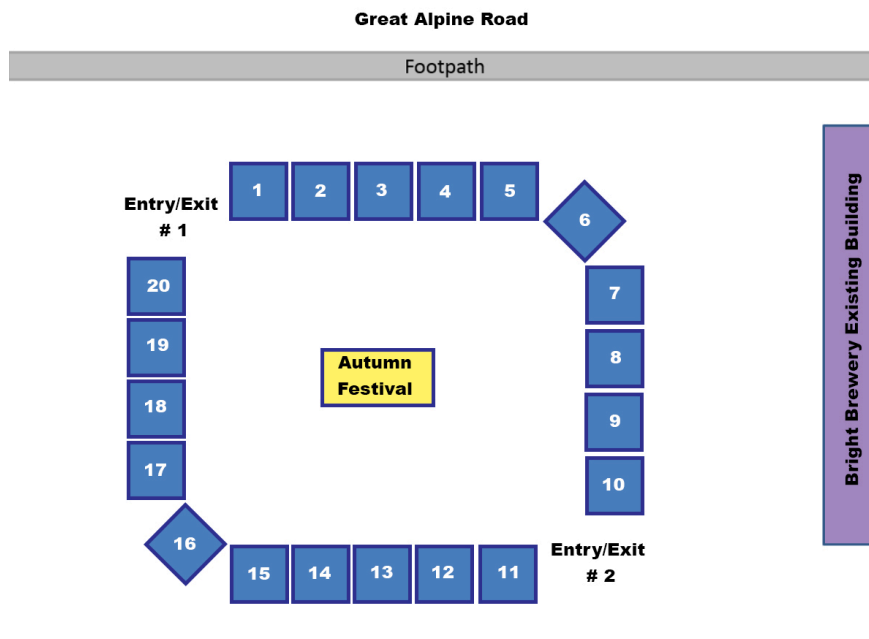 Great Alpine Road
Footpath
1 2 3 4 5
6
Entry/Exit
# 1
20
19
18
17
16
7
8
9
10
Autumn
Festival
15 14 13 12 11
Entry/Exit
# 2
Bright Brewery Existing Building